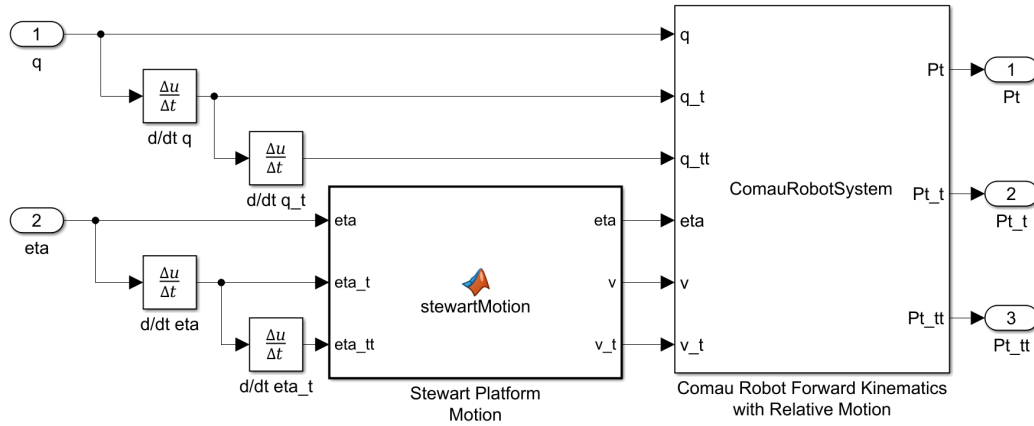 1
q
Δu
Δt
d/dt q
Δu
Δt
d/dt q_t
2
eta
Δu
Δt
d/dt eta
Δu
Δt
d/dt eta_t
eta
eta_t
eta_tt
stewartMotion
eta
v
v_t
Stewart Platform
Motion
q
q_t
q_tt
eta
v
v_t
ComauRobotSystem
Pt
Pt_t
Pt_tt
Comau Robot Forward Kinematics
with Relative Motion
1
Pt
2
Pt_t
3
Pt_tt